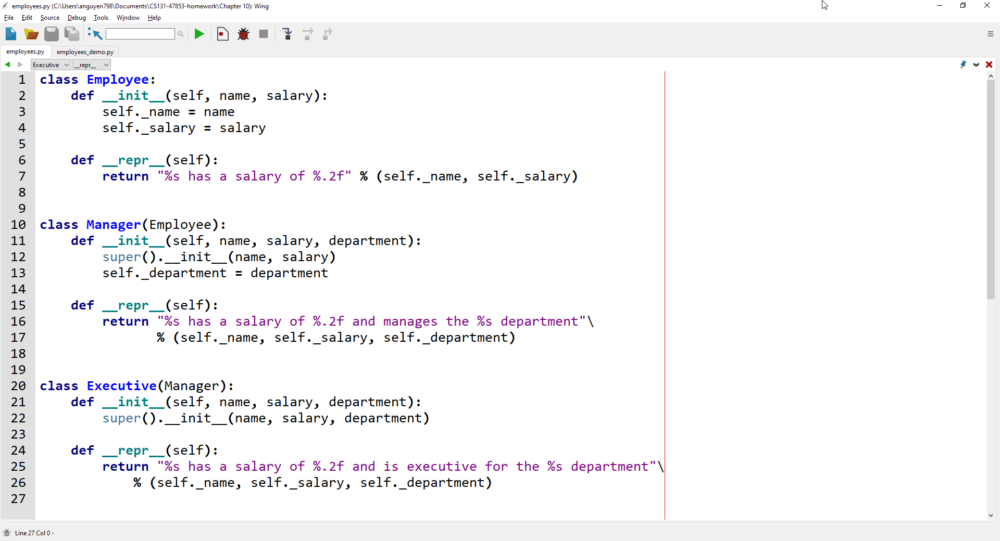 employees.py (C:\Users\anguyen798\Documents\CS131-47853-homework\Chapter 10): Wing
File Edit Source Debug Tools Window Help
employees.py employees_demo.py
Executive __repr__
1 class Employee:
2     def __init__(self, name, salary):
3         self._name = name
4         self._salary = salary
5
6     def __repr__(self):
7         return "%s has a salary of %.2f" % (self._name, self._salary)
8
9
10 class Manager(Employee):
11     def __init__(self, name, salary, department):
12         super().__init__(name, salary)
13         self._department = department
14
15     def __repr__(self):
16         return "%s has a salary of %.2f and manages the %s department"\
17                % (self._name, self._salary, self._department)
18
19
20 class Executive(Manager):
21     def __init__(self, name, salary, department):
22         super().__init__(name, salary, department)
23
24     def __repr__(self):
25         return "%s has a salary of %.2f and is executive for the %s department"\
26             % (self._name, self._salary, self._department)
27
Line 27 Col 0 -